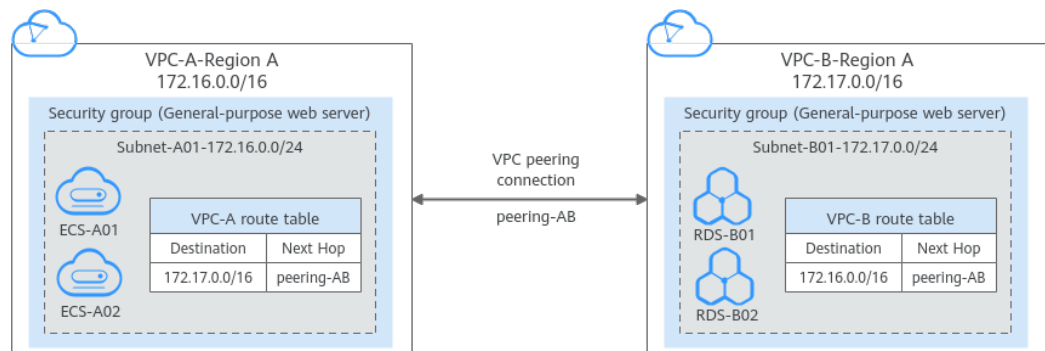 VPC-A-Region A
172.16.0.0/16
Security group (General-purpose web server)
Subnet-A01-172.16.0.0/24
ECS-A01
ECS-A02
VPC-A route table
Destination Next Hop
172.17.0.0/16 peering-AB
VPC peering
connection
peering-AB
VPC-B-Region A
172.17.0.0/16
Security group (General-purpose web server)
Subnet-B01-172.17.0.0/24
RDS-B01
RDS-B02
VPC-B route table
Destination Next Hop
172.16.0.0/16 peering-AB